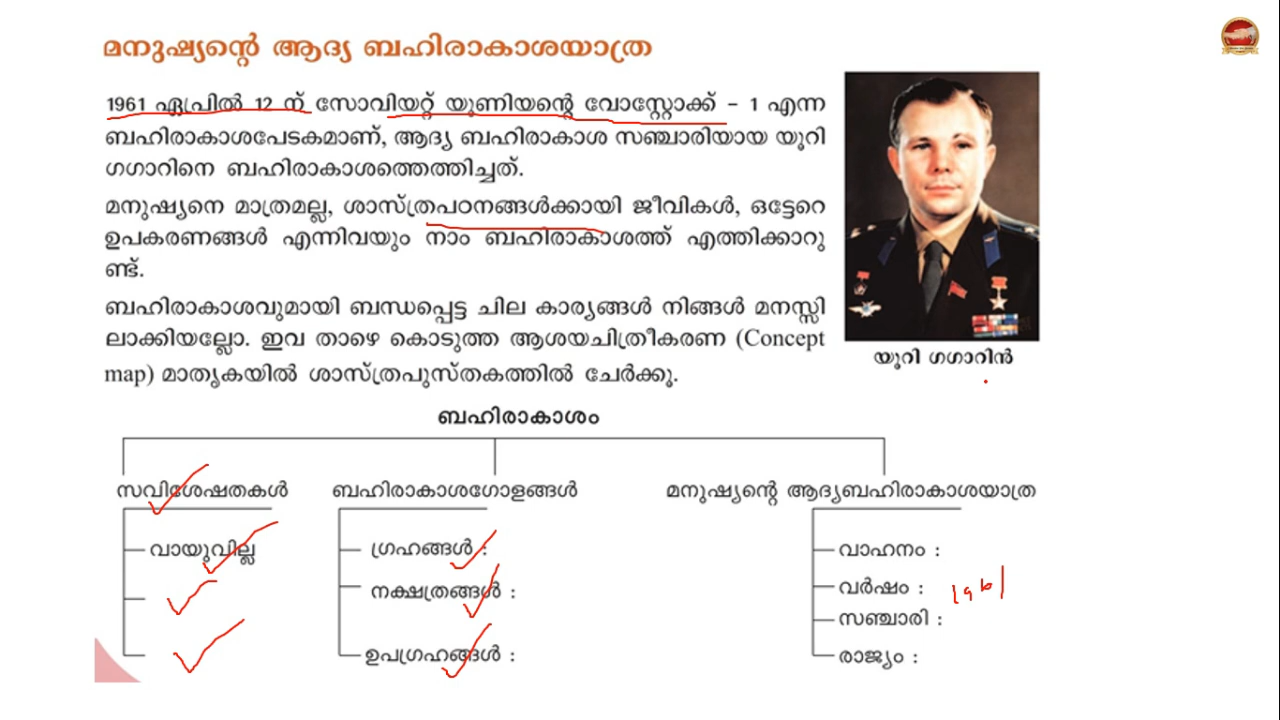 മനുഷ്യന്റെ ആദ്യ ബഹിരാകാശയാത്ര
1961 ഏപ്രിൽ 12 ന് സോവിയറ്റ് യൂണിയന്റെ വോസ്റ്റോക്ക് – 1 എന്ന
ബഹിരാകാശപേടകമാണ്, ആദ്യ ബഹിരാകാശ സഞ്ചാരിയായ യൂറി
ഗഗാറിനെ ബഹിരാകാശത്തെത്തിച്ചത്.
മനുഷ്യനെ മാത്രമല്ല, ശാസ്ത്രപഠനങ്ങൾക്കായി ജീവികൾ, ഒട്ടേറെ
ഉപകരണങ്ങൾ എന്നിവയും നാം ബഹിരാകാശത്ത് എത്തിക്കാറു
ണ്ട്.
ബഹിരാകാശവുമായി ബന്ധപ്പെട്ട ചില കാര്യങ്ങൾ നിങ്ങൾ മനസ്സി
ലാക്കിയല്ലോ. ഇവ താഴെ കൊടുത്ത ആശയചിത്രീകരണ (Concept
map) മാതൃകയിൽ ശാസ്ത്രപുസ്തകത്തിൽ ചേർക്കൂ.
യൂറി ഗഗാറിൻ
ബഹിരാകാശം
സവിശേഷതകൾ ബഹിരാകാശഗോളങ്ങൾ മനുഷ്യന്റെ ആദ്യബഹിരാകാശയാത്ര
വായുവില്ല ഗ്രഹങ്ങൾ : വാഹനം :
നക്ഷത്രങ്ങൾ : വർഷം : 1961
സഞ്ചാരി :
ഉപഗ്രഹങ്ങൾ : രാജ്യം :